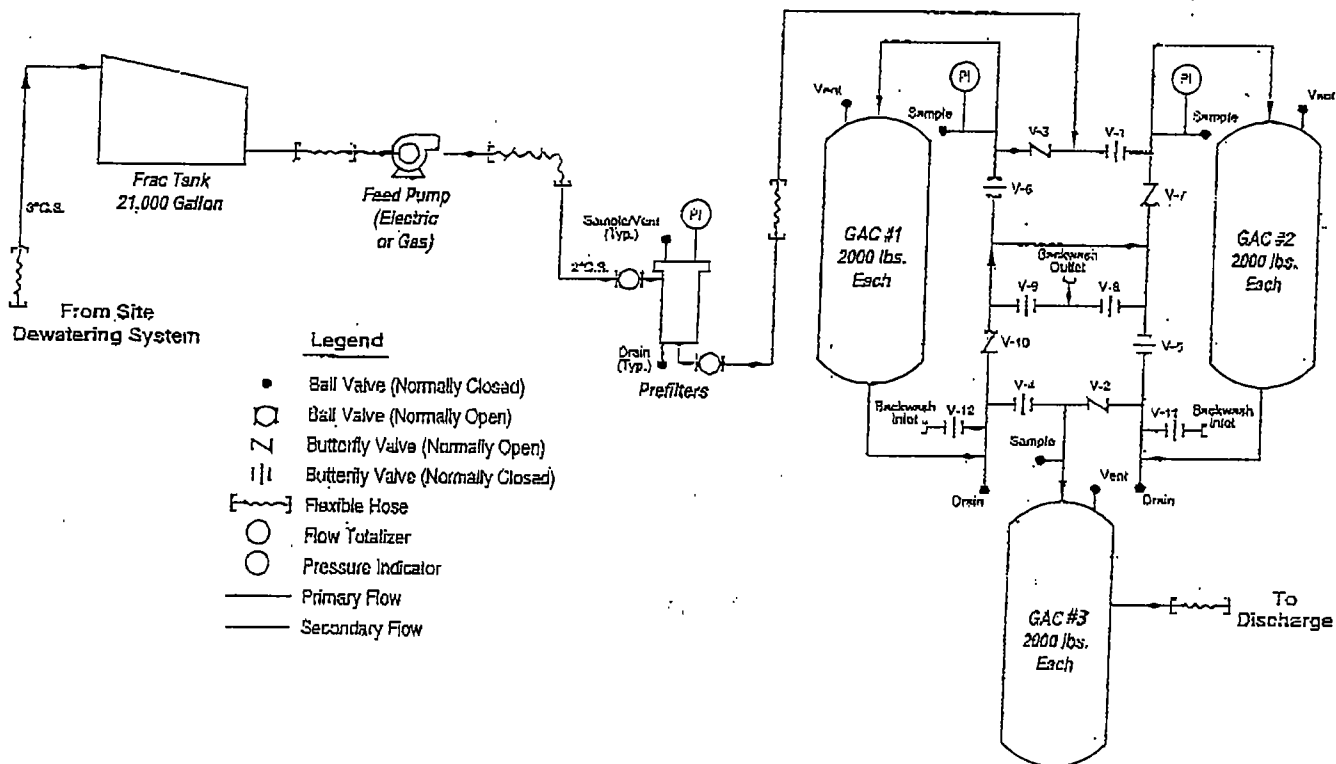 3"C.S.
Frac Tank
21,000 Gallon
Feed Pump
(Electric
or Gas)
From Site
Dewatering System
Sample/Vent
(Typ.)
PI
2"C.S.
Drain
(Typ.)
Prefilters
Legend
Ball Valve (Normally Closed)
Ball Valve (Normally Open)
Butterfly Valve (Normally Open)
Butterfly Valve (Normally Closed)
Flexible Hose
Flow Totalizer
Pressure Indicator
Primary Flow
Secondary Flow
Vent
PI
Sample
V-3
V-6
GAC #1
2000 lbs.
Each
PI
Sample
Vent
V-7
GAC #2
2000 lbs.
Each
Backwash
Outlet
V-9
V-8
V-10
V-5
V-4
V-2
Backwash
Inlet
V-12
V-11
Backwash
Inlet
Sample
Vent
Drain
Drain
GAC #3
2000 lbs.
Each
To
Discharge